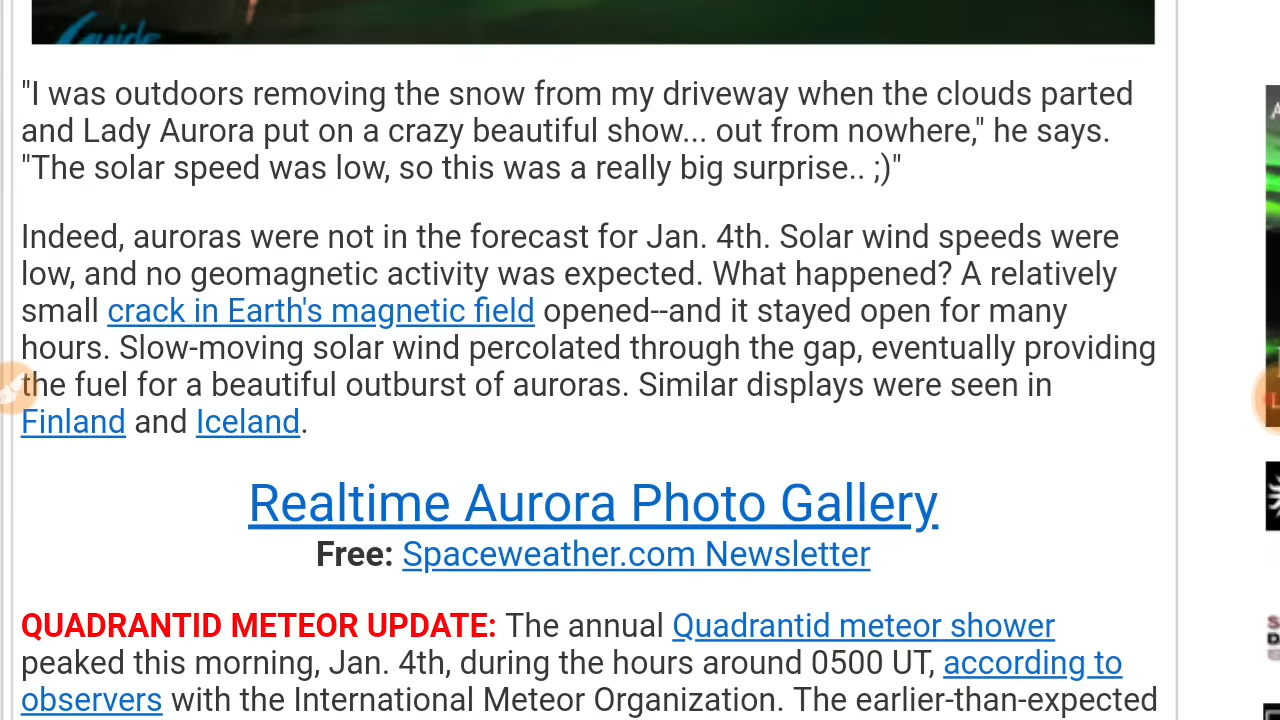 Guide
"I was outdoors removing the snow from my driveway when the clouds parted
and Lady Aurora put on a crazy beautiful show... out from nowhere," he says.
"The solar speed was low, so this was a really big surprise.. ;)"
Indeed, auroras were not in the forecast for Jan. 4th. Solar wind speeds were
low, and no geomagnetic activity was expected. What happened? A relatively
small crack in Earth's magnetic field opened--and it stayed open for many
hours. Slow-moving solar wind percolated through the gap, eventually providing
the fuel for a beautiful outburst of auroras. Similar displays were seen in
Finland and Iceland.
Realtime Aurora Photo Gallery
Free: Spaceweather.com Newsletter
QUADRANTID METEOR UPDATE: The annual Quadrantid meteor shower
peaked this morning, Jan. 4th, during the hours around 0500 UT, according to
observers with the International Meteor Organization. The earlier-than-expected